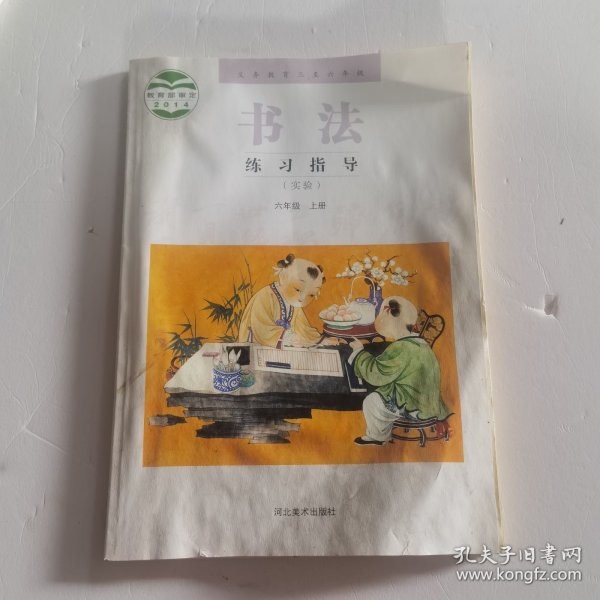 义务教育三至六年级
教育部审定
2014
书法
练习指导
（实验）
六年级 上册
河北美术出版社
孔夫子旧书网
www.kongfz.com